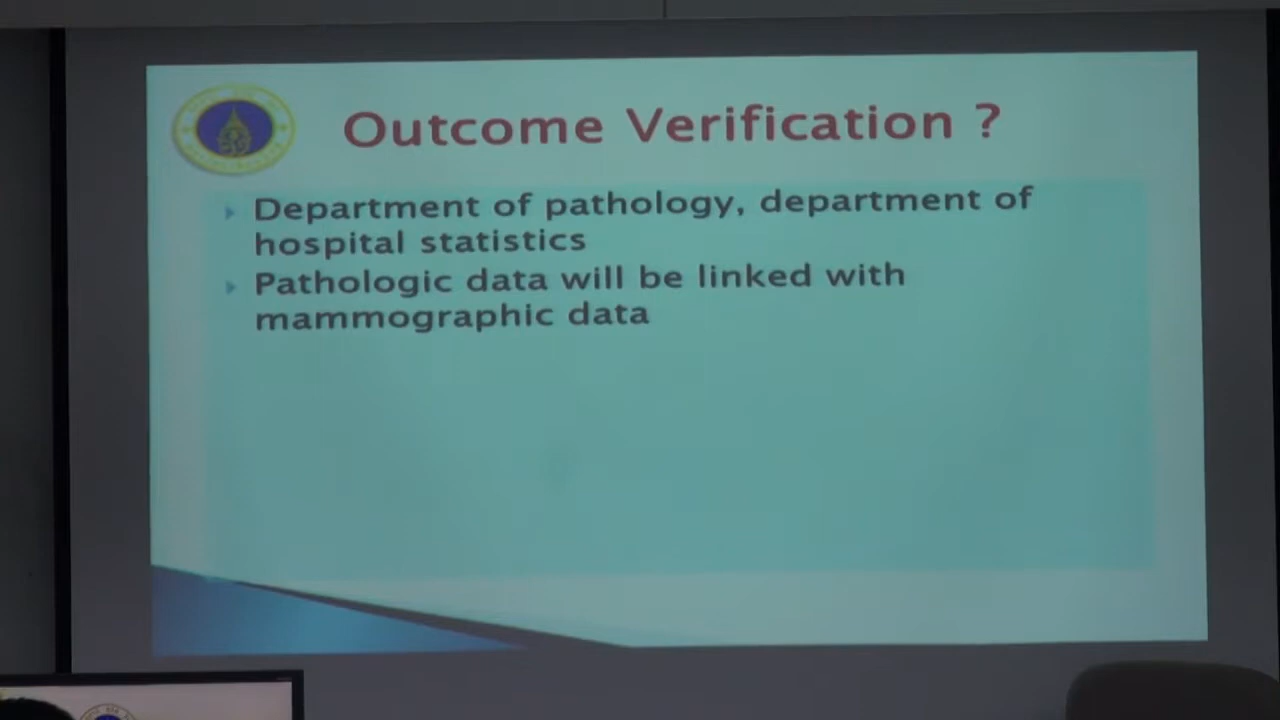 Outcome Verification ?
Department of pathology, department of
hospital statistics
Pathologic data will be linked with
mammographic data